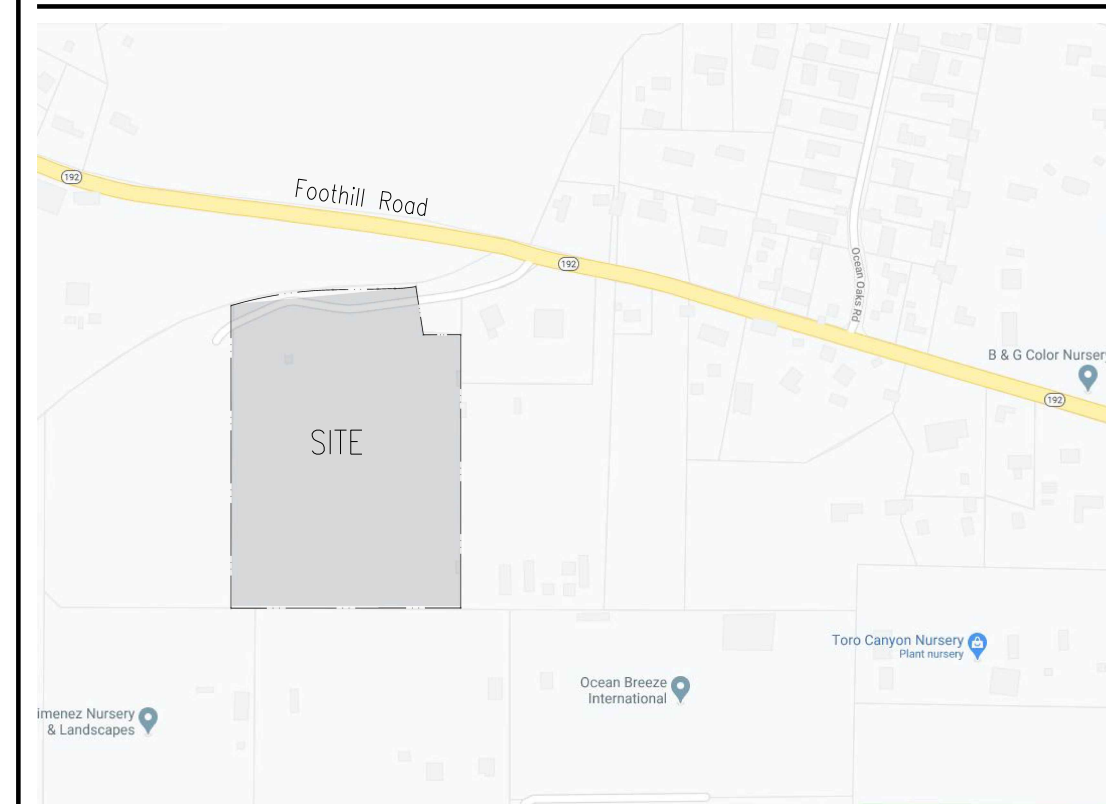 192
Foothill Road
192
Ocean Oaks Rd
B & G Color Nurser
192
SITE
Toro Canyon Nursery
Plant nursery
Ocean Breeze
International
imenez Nursery
& Landscapes